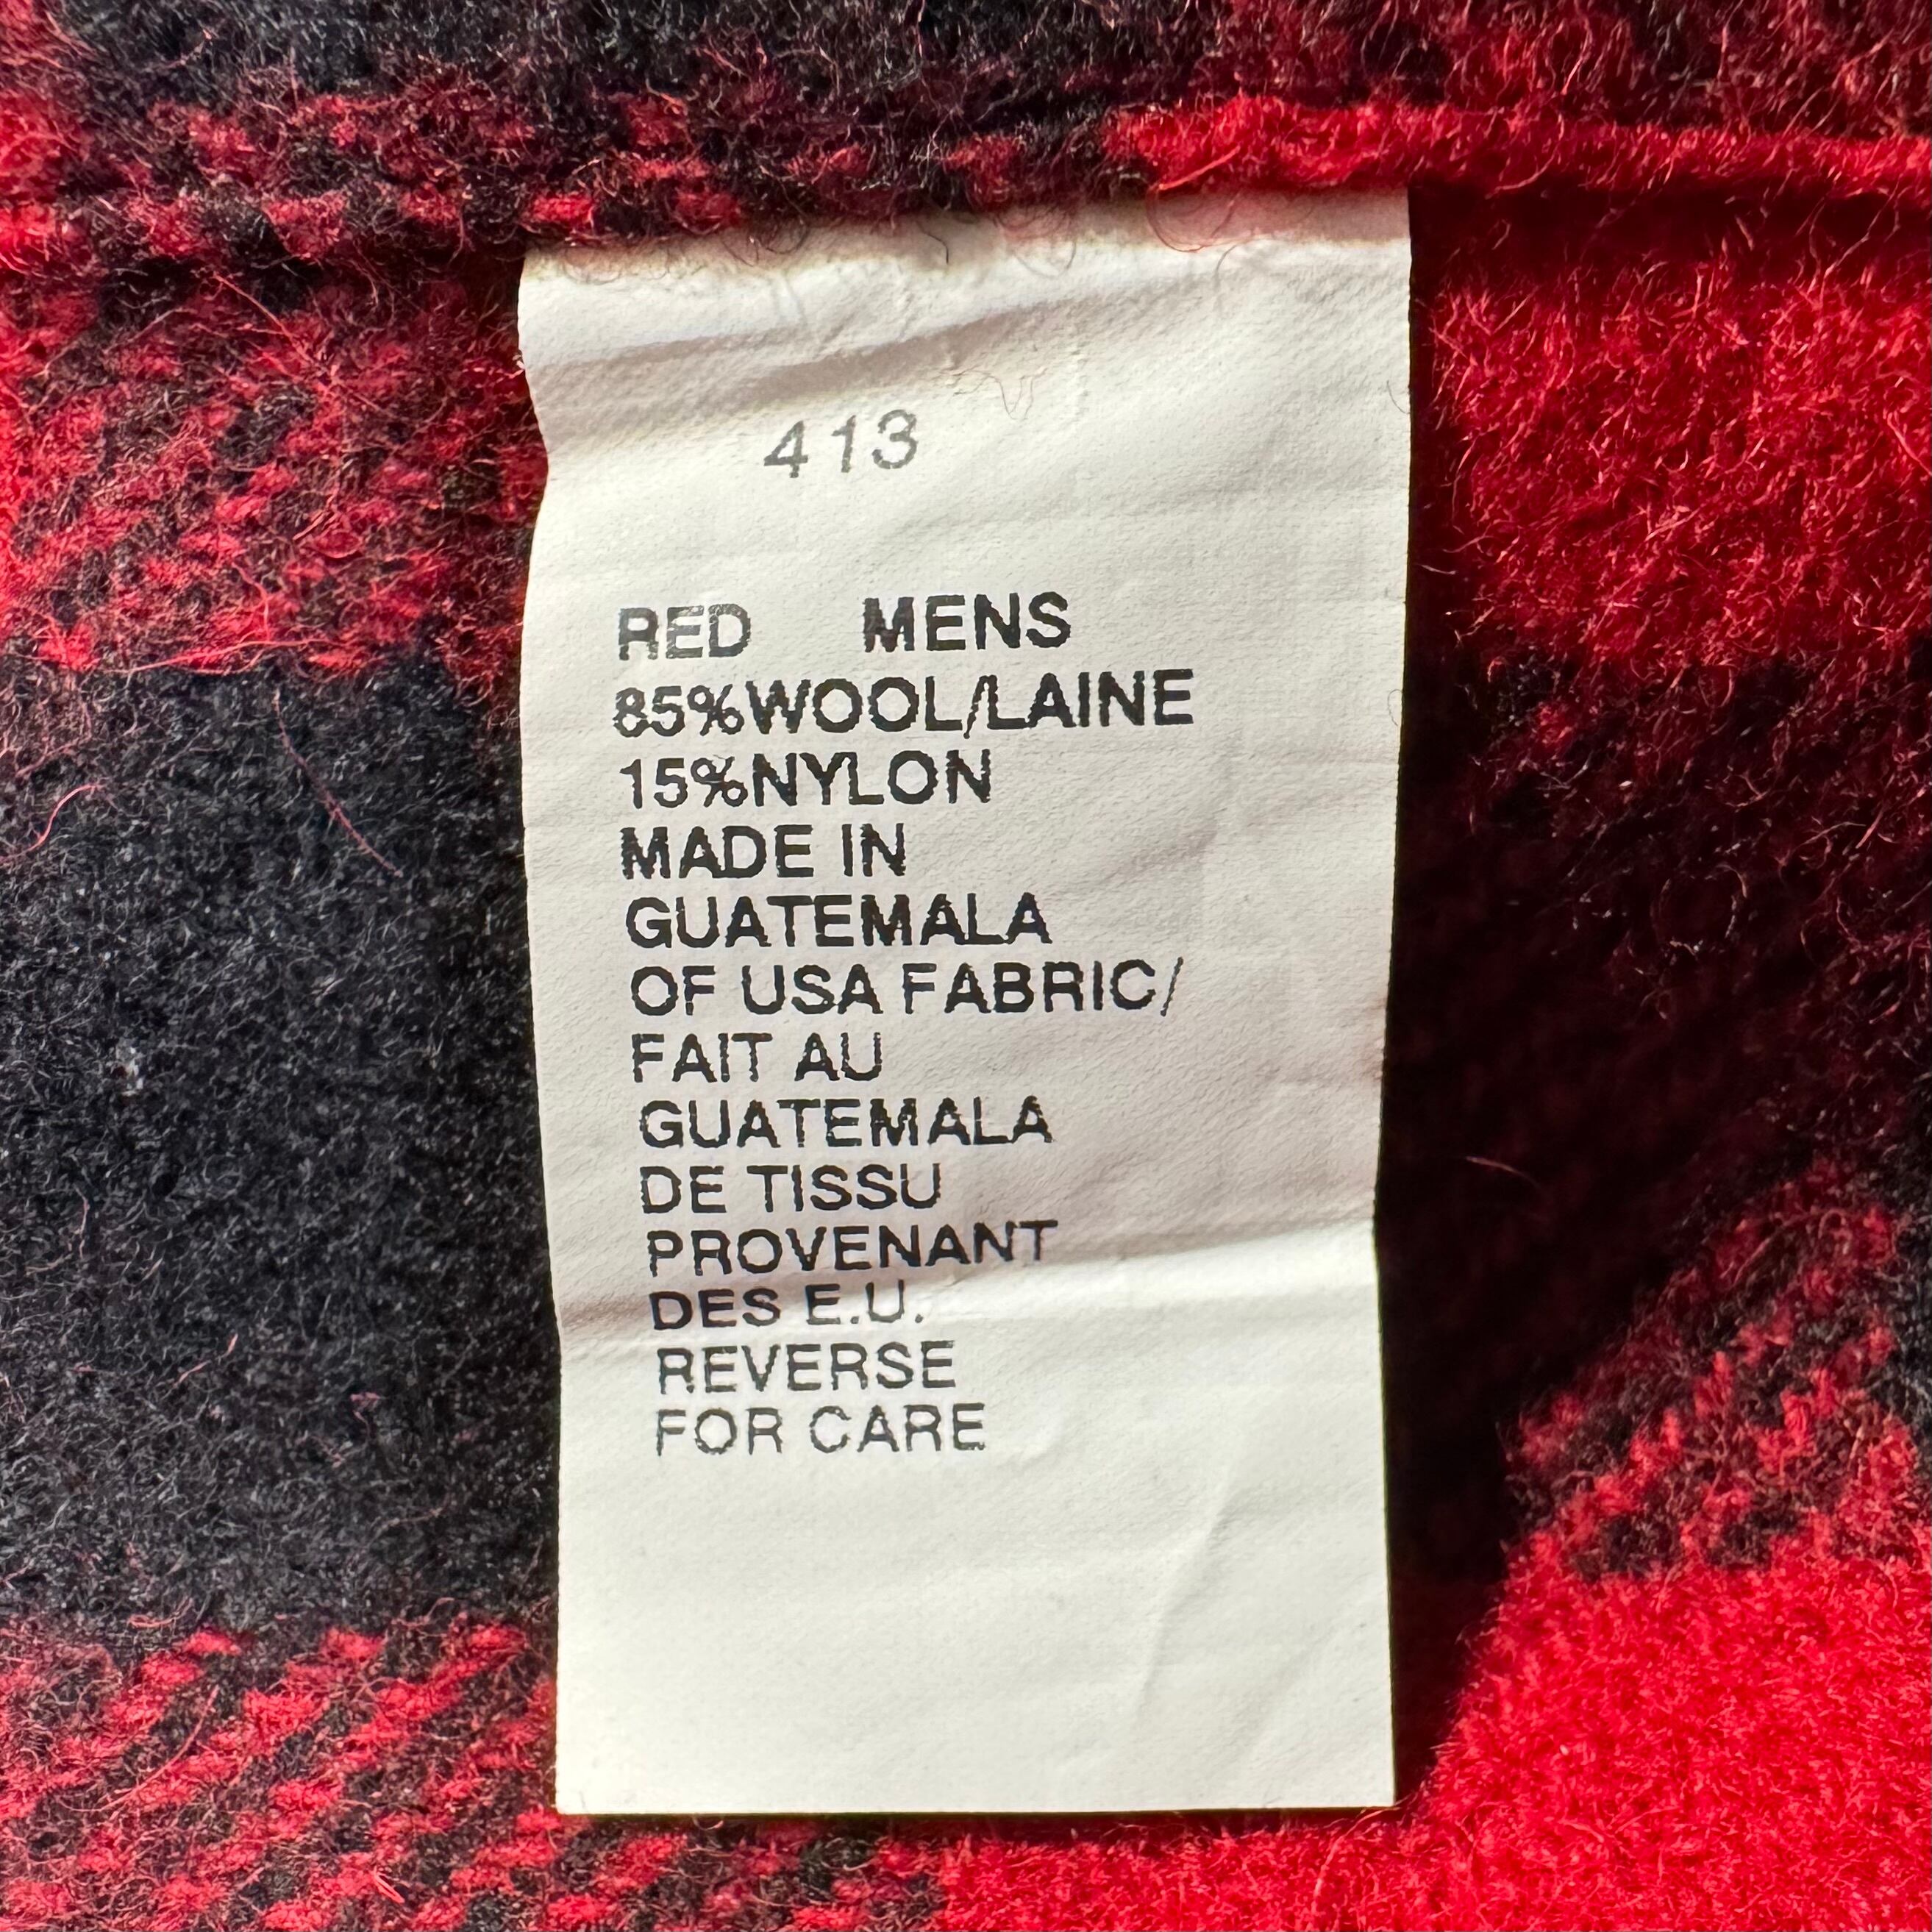 413
RED MENS
85%WOOL/LAINE
15%NYLON
MADE IN
GUATEMALA
OF USA FABRIC/
FAIT AU
GUATEMALA
DE TISSU
PROVENANT
DES E.U.
REVERSE
FOR CARE